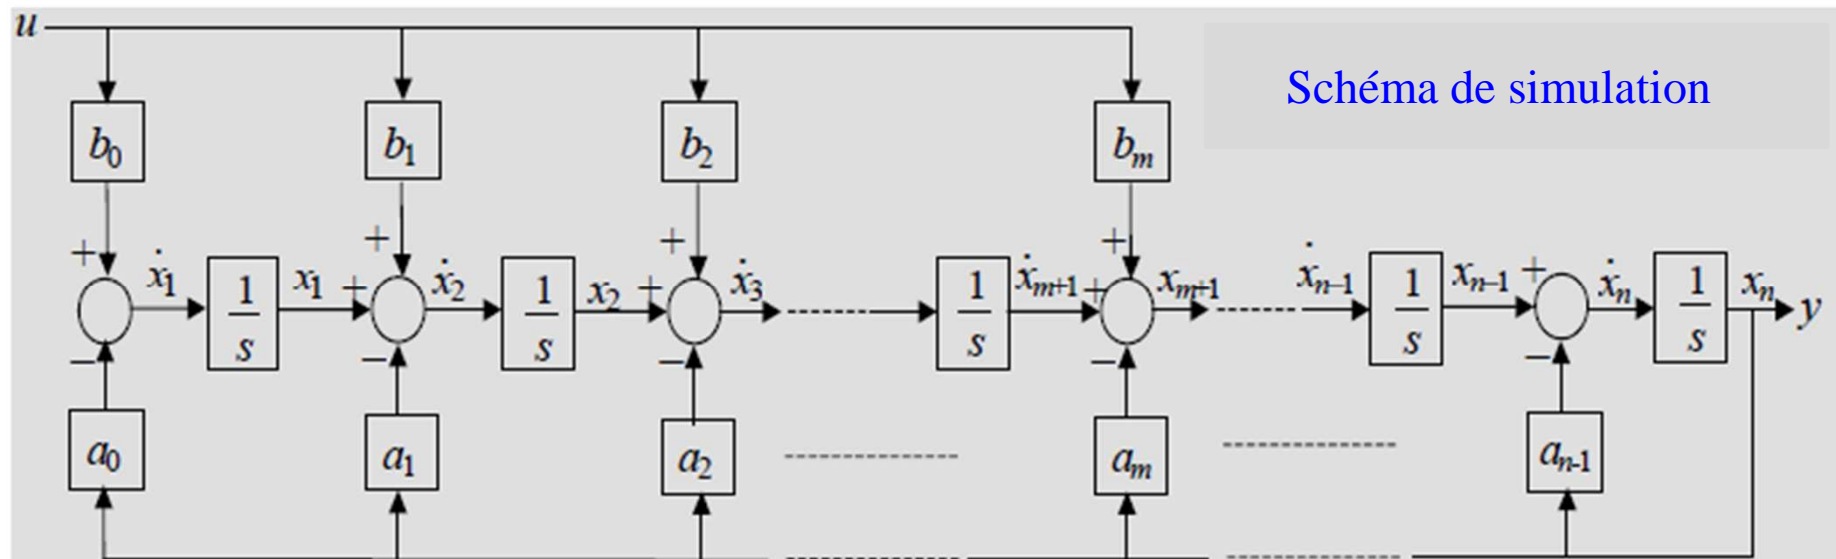 u
Schéma de simulation
b₀ b₁ b₂ bₘ
+ + + +
ẋ₁ 1/s x₁ + ẋ₂ 1/s x₂ + ẋ₃ 1/s ẋₘ₊₁ + xₘ₊₁ ẋₙ₋₁ 1/s xₙ₋₁ + ẋₙ 1/s xₙ y
− − − − −
a₀ a₁ a₂ aₘ aₙ₋₁